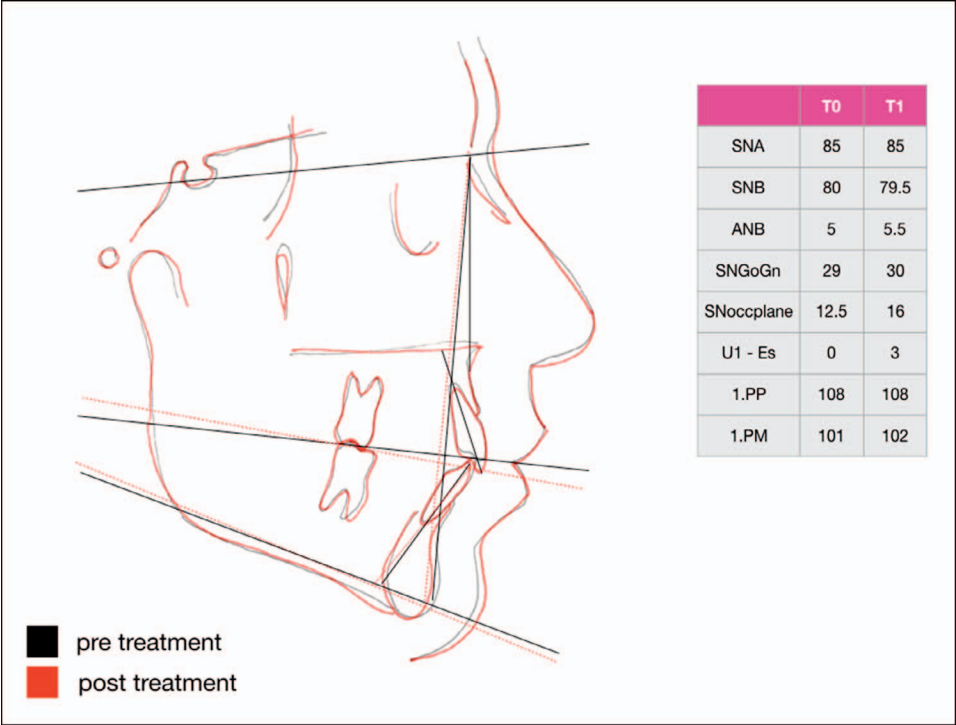 T0 T1
SNA 85 85
SNB 80 79.5
ANB 5 5.5
SNGoGn 29 30
SNoccplane 12.5 16
U1 - Es 0 3
1.PP 108 108
1.PM 101 102
pre treatment
post treatment